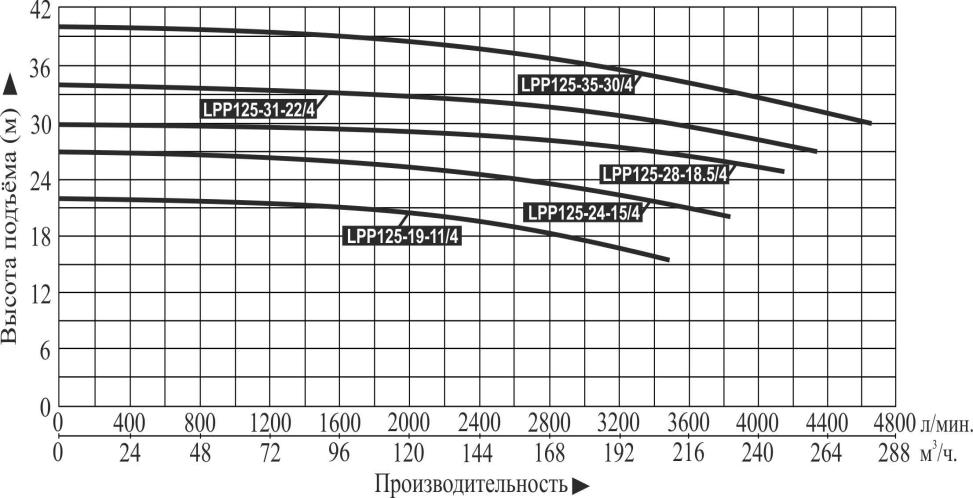 42
36
30
24
18
12
6
0
Высота подъёма (м)
LPP125-35-30/4
LPP125-31-22/4
LPP125-28-18.5/4
LPP125-24-15/4
LPP125-19-11/4
0 400 800 1200 1600 2000 2400 2800 3200 3600 4000 4400 4800 л/мин.
0 24 48 72 96 120 144 168 192 216 240 264 288 м³/ч.
Производительность